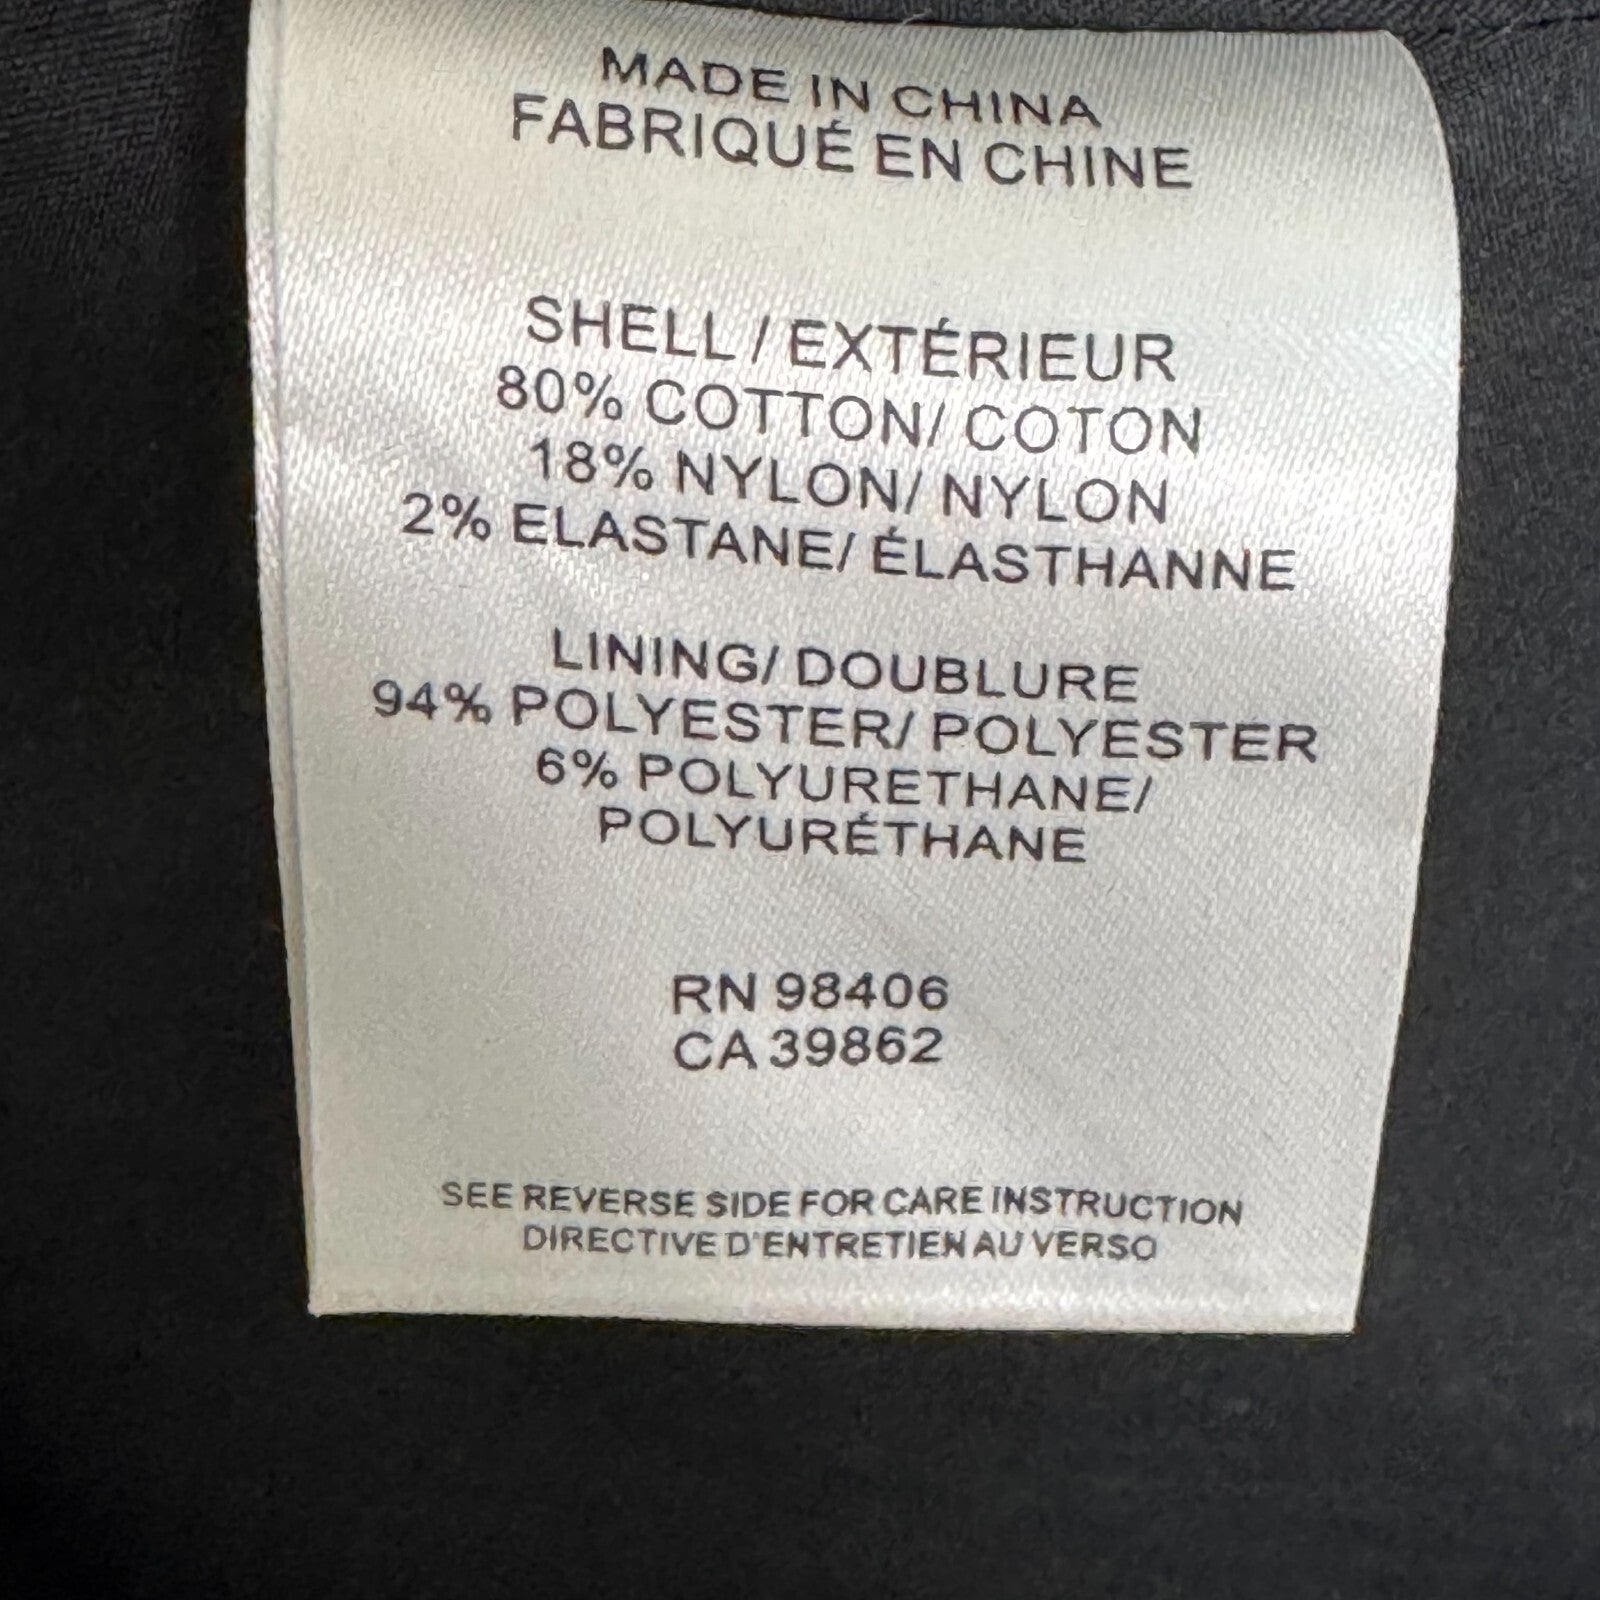 MADE IN CHINA
FABRIQUÉ EN CHINE
SHELL / EXTÉRIEUR
80% COTTON/ COTON
18% NYLON/ NYLON
2% ELASTANE/ ÉLASTHANNE
LINING/ DOUBLURE
94% POLYESTER/ POLYESTER
6% POLYURETHANE/
POLYURÉTHANE
RN 98406
CA 39862
SEE REVERSE SIDE FOR CARE INSTRUCTION
DIRECTIVE D'ENTRETIEN AU VERSO